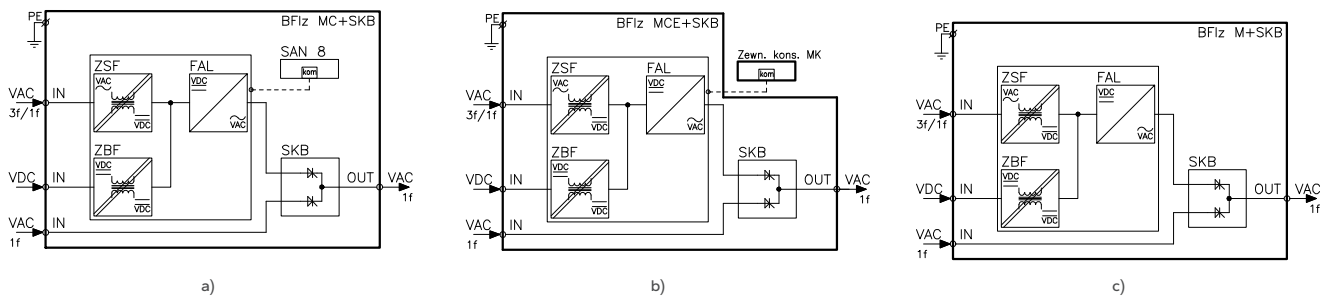 PE
BFIz MC+SKB
SAN 8
kom
ZSF
VAC
VDC
FAL
VDC
VAC
VAC
IN
3f/1f
ZBF
VDC
VDC
SKB
VDC
IN
OUT
VAC
1f
VAC
IN
1f
a)
PE
BFIz MCE+SKB
Zewn. kons. MK
kom
ZSF
VAC
VDC
FAL
VDC
VAC
VAC
IN
3f/1f
ZBF
VDC
VDC
SKB
VDC
IN
OUT
VAC
1f
VAC
IN
1f
b)
PE
BFIz M+SKB
ZSF
VAC
VDC
FAL
VDC
VAC
VAC
IN
3f/1f
ZBF
VDC
VDC
SKB
VDC
IN
OUT
VAC
1f
VAC
IN
1f
c)